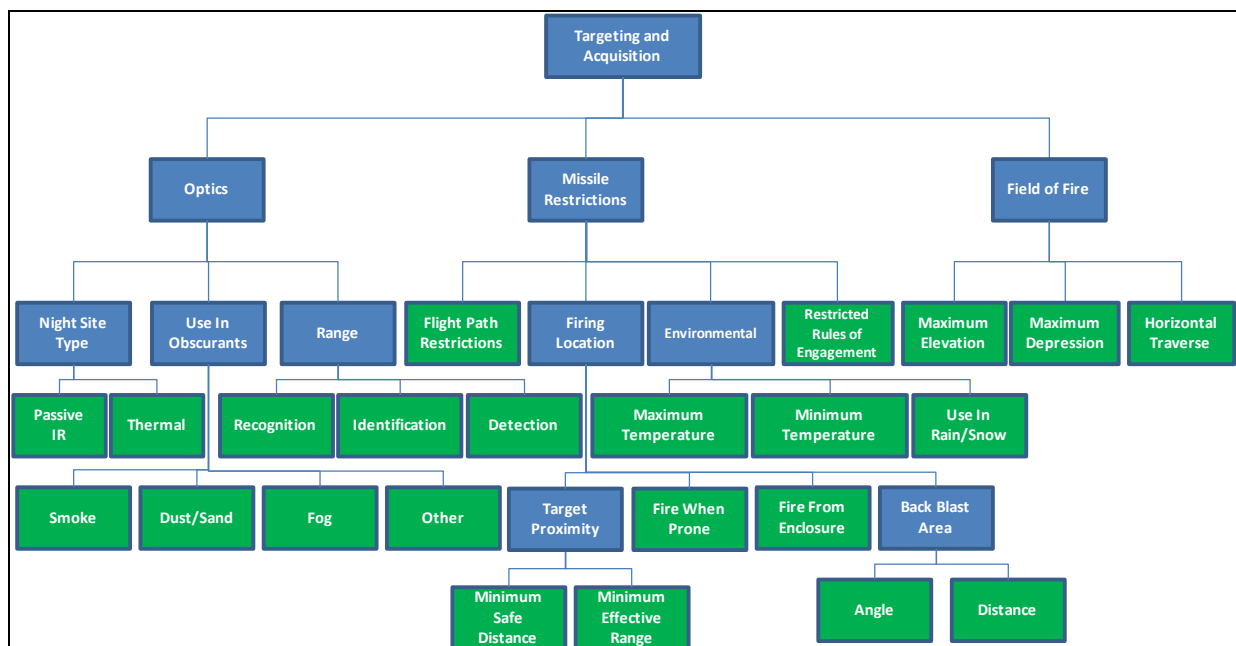 Targeting and
Acquisition
Optics
Missile
Restrictions
Field of Fire
Night Site
Type
Use In
Obscurants
Range
Flight Path
Restrictions
Firing
Location
Environmental
Restricted
Rules of
Engagement
Maximum
Elevation
Maximum
Depression
Horizontal
Traverse
Passive
IR
Thermal
Recognition
Identification
Detection
Maximum
Temperature
Minimum
Temperature
Use In
Rain/Snow
Smoke
Dust/Sand
Fog
Other
Target
Proximity
Fire When
Prone
Fire From
Enclosure
Back Blast
Area
Minimum
Safe
Distance
Minimum
Effective
Range
Angle
Distance